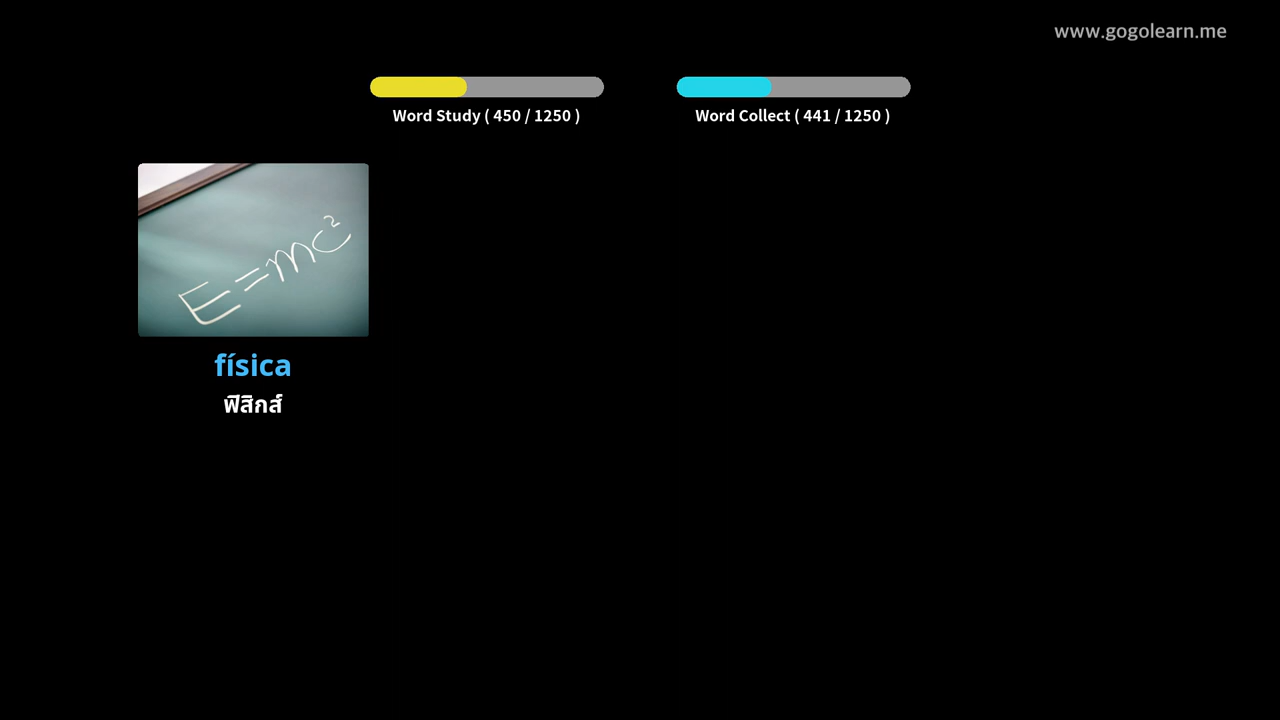 www.gogolearn.me
Word Study ( 450 / 1250 )
Word Collect ( 441 / 1250 )
E=mc²
física
ฟิสิกส์